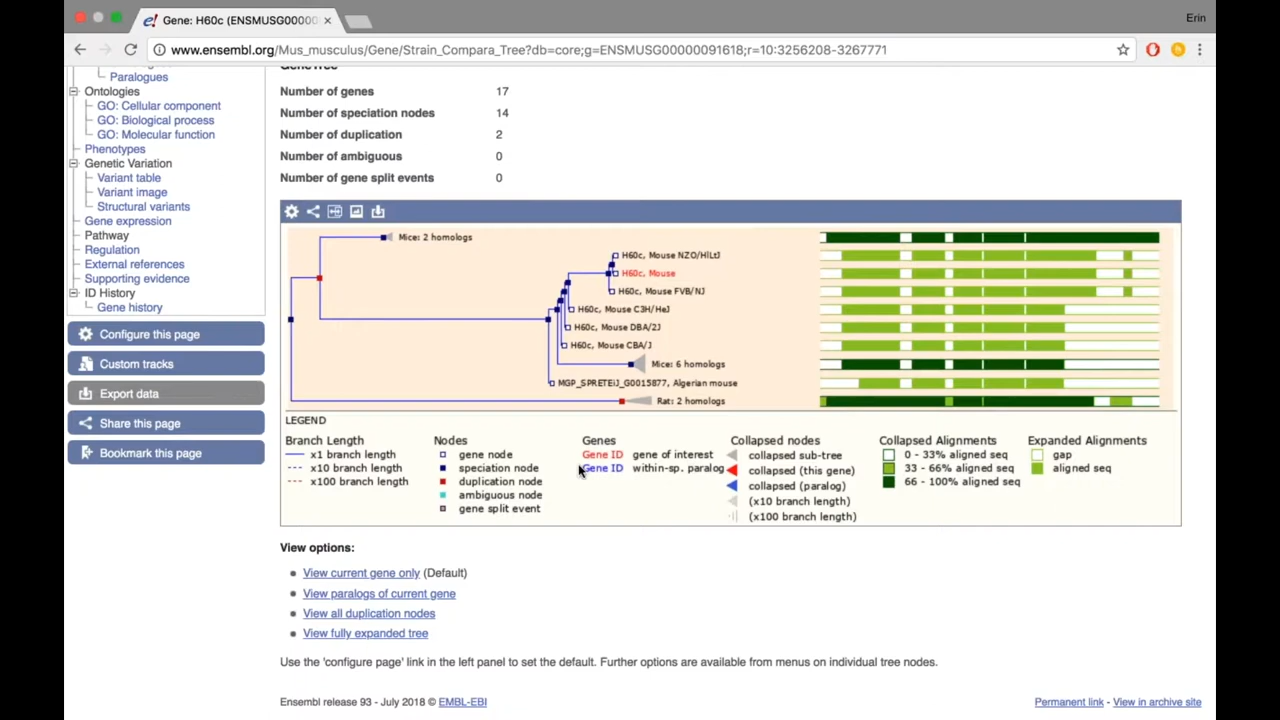 Gene: H60c (ENSMUSG00000
Erin
www.ensembl.org/Mus_musculus/Gene/Strain_Compara_Tree?db=core;g=ENSMUSG00000091618;r=10:3256208-3267771
Paralogues
Ontologies
GO: Cellular component
GO: Biological process
GO: Molecular function
Phenotypes
Genetic Variation
Variant table
Variant image
Structural variants
Gene expression
Pathway
Regulation
External references
Supporting evidence
ID History
Gene history
Configure this page
Custom tracks
Export data
Share this page
Bookmark this page
GeneTree
Number of genes 17
Number of speciation nodes 14
Number of duplication 2
Number of ambiguous 0
Number of gene split events 0
Mice: 2 homologs
H60c, Mouse NZO/HlLtJ
H60c, Mouse
H60c, Mouse FVB/NJ
H60c, Mouse C3H/HeJ
H60c, Mouse DBA/2J
H60c, Mouse CBA/J
Mice: 6 homologs
MGP_SPRETEiJ_G0015877, Algerian mouse
Rat: 2 homologs
LEGEND
Branch Length
x1 branch length
x10 branch length
x100 branch length
Nodes
gene node
speciation node
duplication node
ambiguous node
gene split event
Genes
Gene ID gene of interest
Gene ID within-sp. paralog
Collapsed nodes
collapsed sub-tree
collapsed (this gene)
collapsed (paralog)
(x10 branch length)
(x100 branch length)
Collapsed Alignments
0 - 33% aligned seq
33 - 66% aligned seq
66 - 100% aligned seq
Expanded Alignments
gap
aligned seq
View options:
View current gene only (Default)
View paralogs of current gene
View all duplication nodes
View fully expanded tree
Use the 'configure page' link in the left panel to set the default. Further options are available from menus on individual tree nodes.
Ensembl release 93 - July 2018 © EMBL-EBI
Permanent link - View in archive site